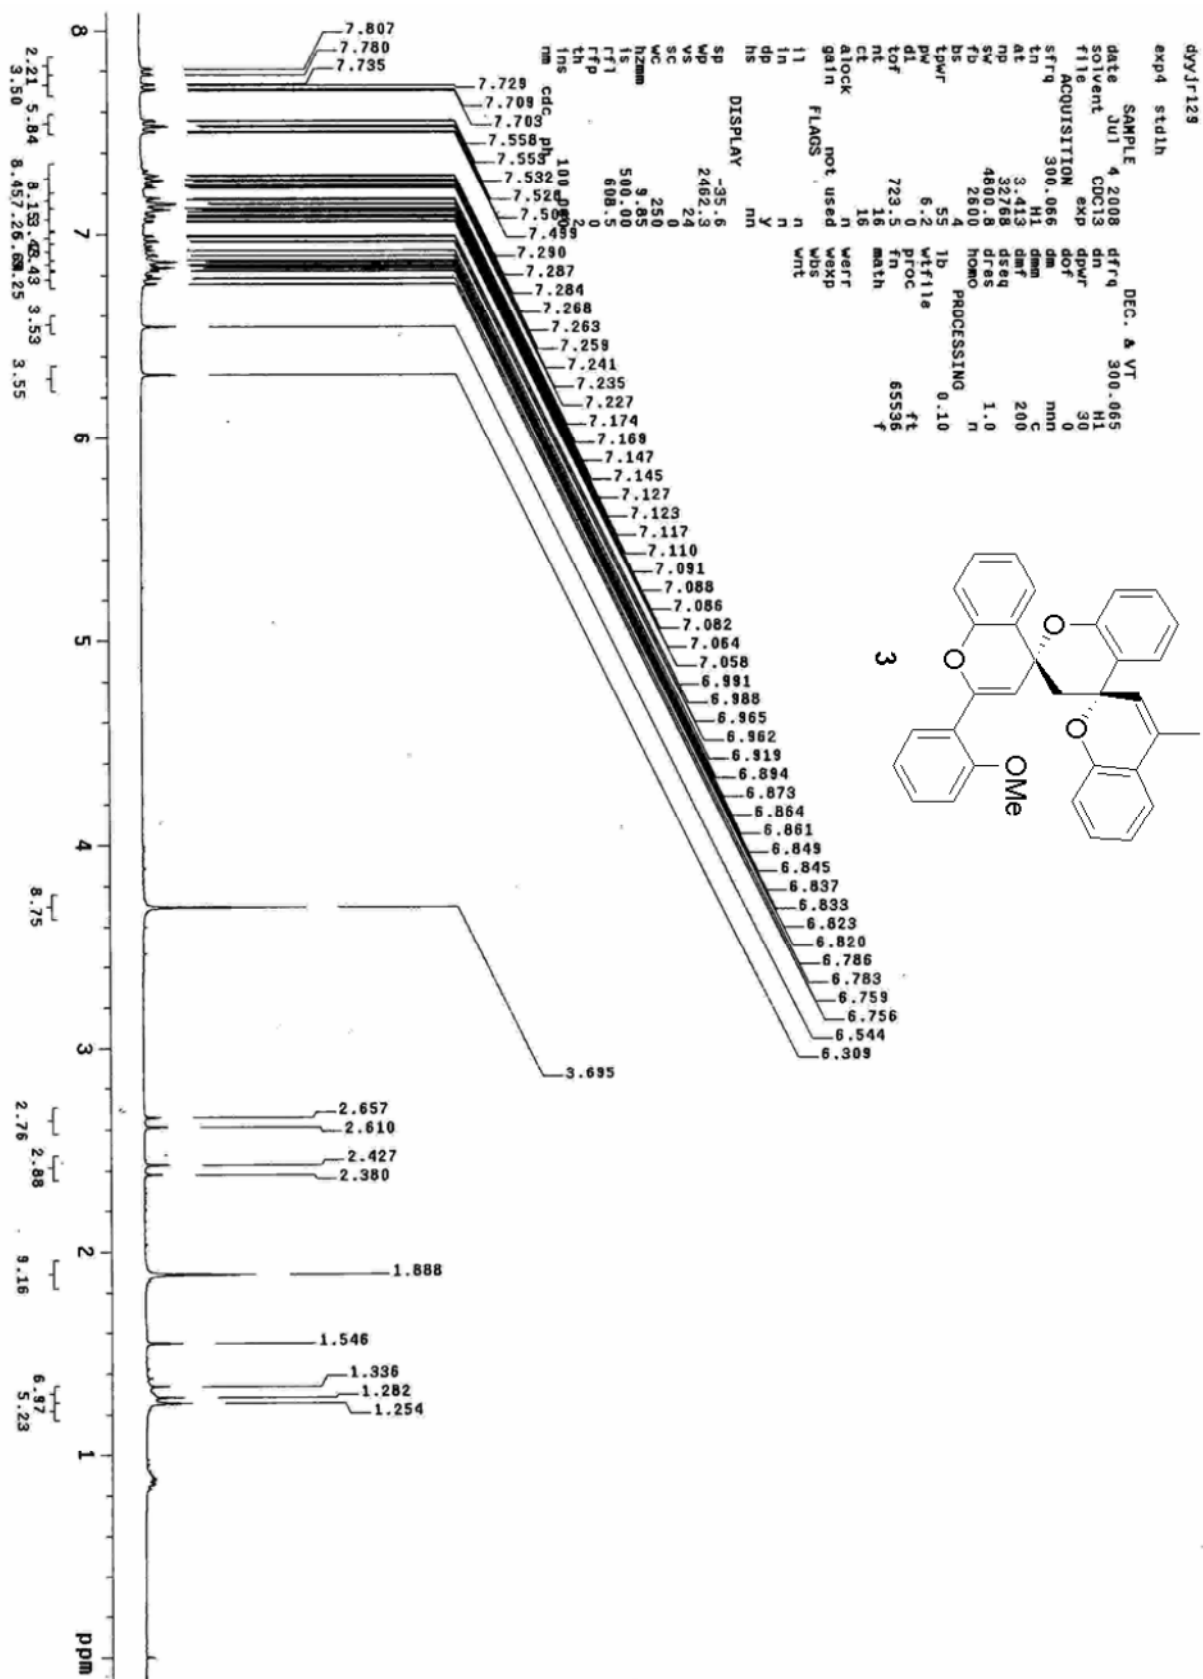 dyyjr129
exp4 std1h
SAMPLE
date Jul 4 2008
solvent CDCl3
file exp
ACQUISITION
sfrq 300.066
tn H1
at 3.413
np 32768
sw 4800.8
fb 2600
bs 4
tpwr 55
pw 6.2
d1 0
tof 723.5
nt 16
ct 16
alock n
gain not used
FLAGS
il n
in n
dp y
hs nn
DISPLAY
sp -35.6
wp 2462.3
vs 24
sc 0
wc 250
hzmm 9.85
is 500.00
rfl 608.5
rfp 0
th 2
ins 100.000
nm cdc ph
DEC. & VT
dfrq 300.065
dn H1
dpwr 30
dof 0
dm nnn
dmm c
dmf 200
dseq
dres 1.0
homo n
PROCESSING
lb 0.10
wtfile
proc ft
fn 65536
math f
werr
wexp
wbs
wnt
O
O
O
OMe
3
7.807
7.780
7.735
7.729
7.709
7.703
7.558
7.553
7.532
7.526
7.499
7.290
7.287
7.284
7.268
7.263
7.259
7.241
7.235
7.227
7.174
7.169
7.147
7.145
7.127
7.123
7.117
7.110
7.091
7.088
7.086
7.082
7.064
7.058
6.991
6.988
6.965
6.962
6.919
6.894
6.873
6.864
6.861
6.849
6.845
6.837
6.833
6.823
6.820
6.786
6.783
6.759
6.756
6.544
6.309
3.695
2.657
2.610
2.427
2.380
1.888
1.546
1.336
1.282
1.254
8 7 6 5 4 3 2 1 ppm
2.21
3.50
5.84
3.53
3.55
8.75
2.76
2.88
9.16
6.97
5.23